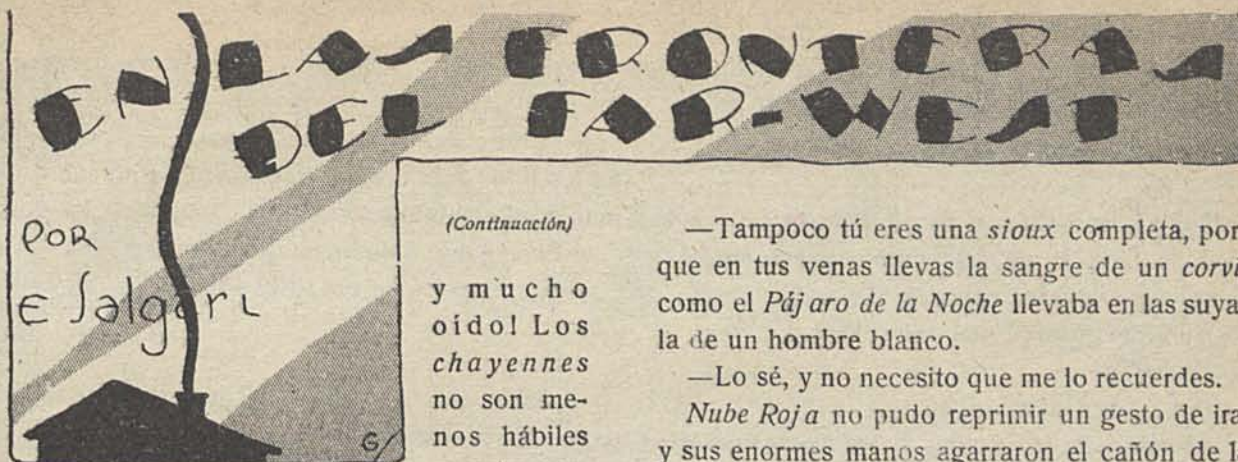 EN LAS FRONTERAS
DEL FAR-WEST
POR
E Salgari
G/
(Continuación)
y mucho
oído! Los
chayennes
no son me-
nos hábiles
—Tampoco tú eres una sioux completa, por
que en tus venas llevas la sangre de un corvi
como el Pájaro de la Noche llevaba en las suya
la de un hombre blanco.
—Lo sé, y no necesito que me lo recuerdes.
Nube Roja no pudo reprimir un gesto de ira
y sus enormes manos agarraron el cañón de la